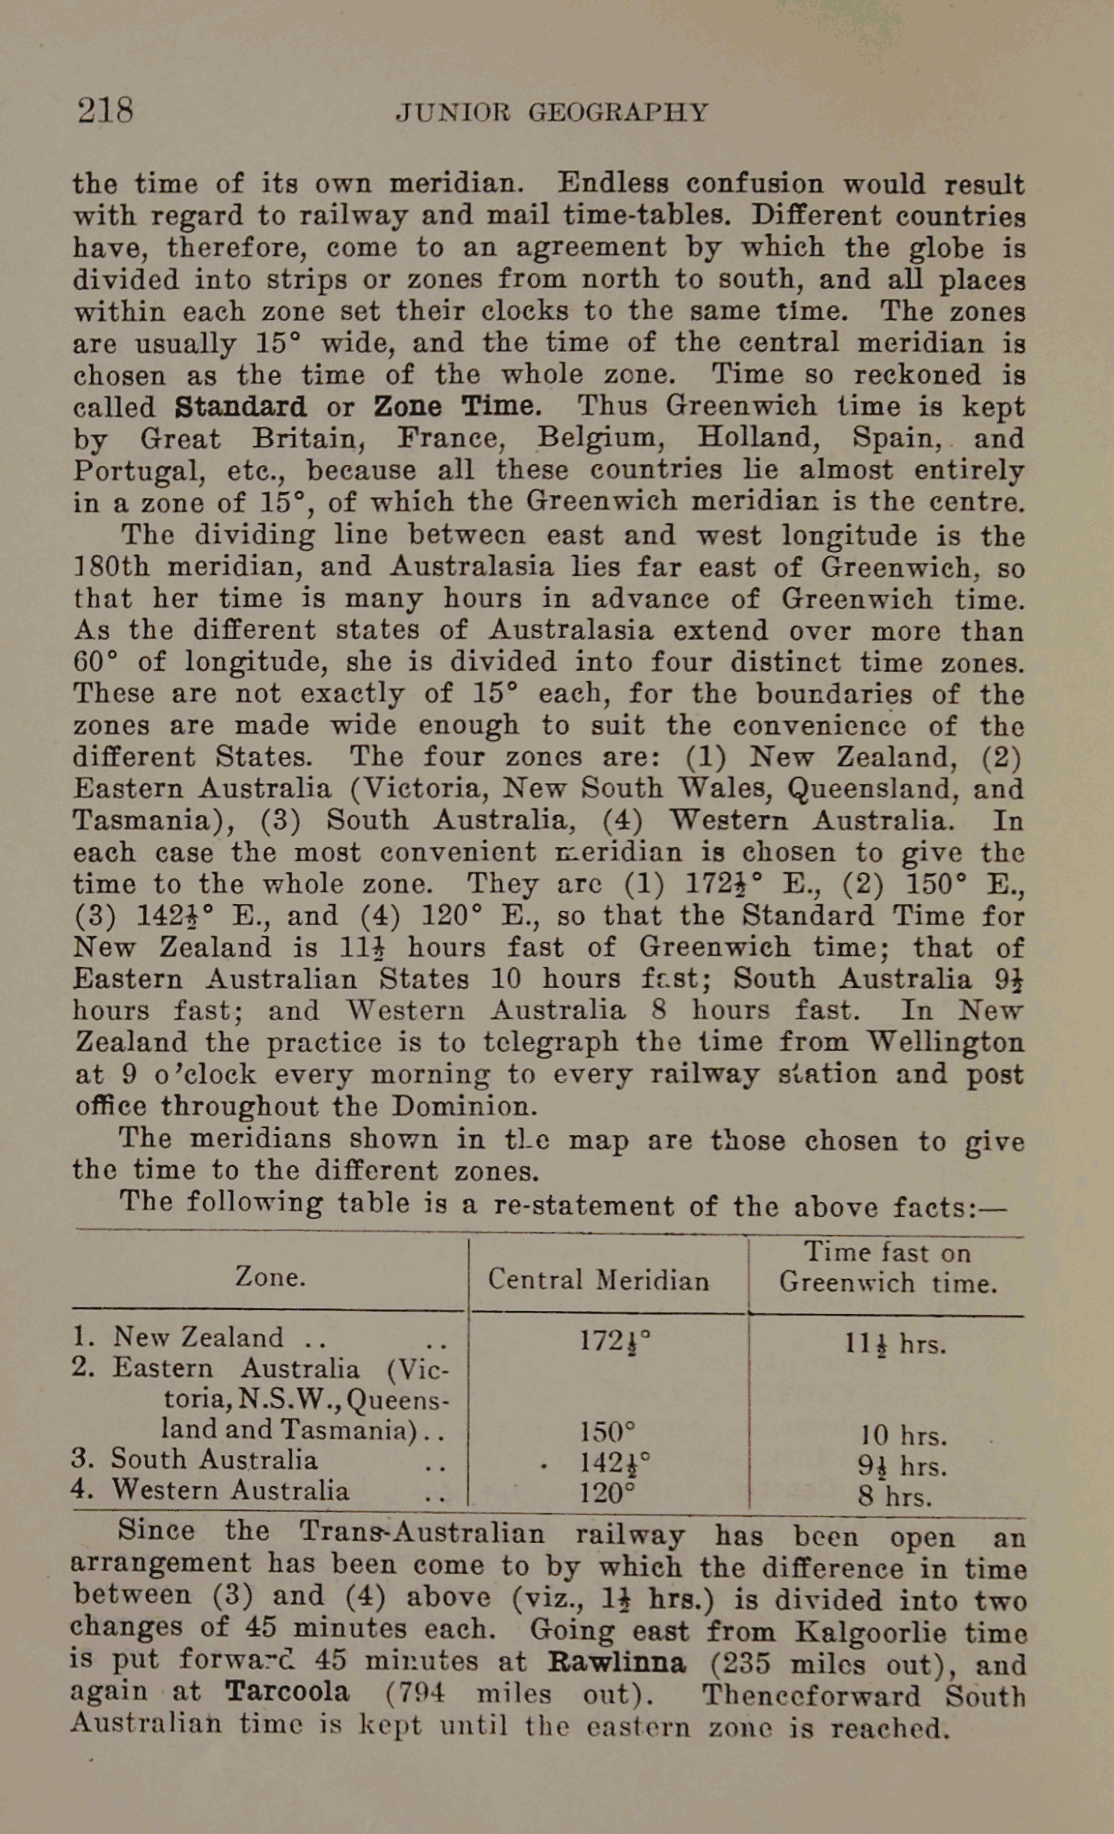 218 JUNIOR GEOGRAPHY
the time of its own meridian. Endless confusion would result
with regard to railway and mail time-tables. Different countries
have, therefore, come to an agreement by which the globe is
divided into strips or zones from north to south, and all places
within each zone set their clocks to the same time. The zones
are usually 15° wide, and the time of the central meridian is
chosen as the time of the whole zone. Time so reckoned is
called Standard or Zone Time. Thus Greenwich time is kept
by Great Britain, France, Belgium, Holland, Spain, and
Portugal, etc., because all these countries lie almost entirely
in a zone of 15°, of which the Greenwich meridian is the centre.
The dividing line between east and west longitude is the
180th meridian, and Australasia lies far east of Greenwich, so
that her time is many hours in advance of Greenwich time.
As the different states of Australasia extend over more than
60° of longitude, she is divided into four distinct time zones.
These are not exactly of 15° each, for the boundaries of the
zones are made wide enough to suit the convenience of the
different States. The four zones are: (1) New Zealand, (2)
Eastern Australia (Victoria, New South Wales, Queensland, and
Tasmania), (3) South Australia, (4) Western Australia. In
each case the most convenient meridian is chosen to give the
time to the whole zone. They are (1) 172½° E., (2) 150° E.,
(3) 142½° E., and (4) 120° E., so that the Standard Time for
New Zealand is 11½ hours fast of Greenwich time; that of
Eastern Australian States 10 hours fast; South Australia 9½
hours fast; and Western Australia 8 hours fast. In New
Zealand the practice is to telegraph the time from Wellington
at 9 o'clock every morning to every railway station and post
office throughout the Dominion.
The meridians shown in the map are those chosen to give
the time to the different zones.
The following table is a re-statement of the above facts:—
Zone. Central Meridian Time fast on
Greenwich time.
1. New Zealand .. .. 172½° 11½ hrs.
2. Eastern Australia (Vic-
toria, N.S.W., Queens-
land and Tasmania).. 150° 10 hrs.
3. South Australia .. 142½° 9½ hrs.
4. Western Australia .. 120° 8 hrs.
Since the Trans-Australian railway has been open an
arrangement has been come to by which the difference in time
between (3) and (4) above (viz., 1½ hrs.) is divided into two
changes of 45 minutes each. Going east from Kalgoorlie time
is put forward 45 minutes at Rawlinna (235 miles out), and
again at Tarcoola (794 miles out). Thenceforward South
Australian time is kept until the eastern zone is reached.